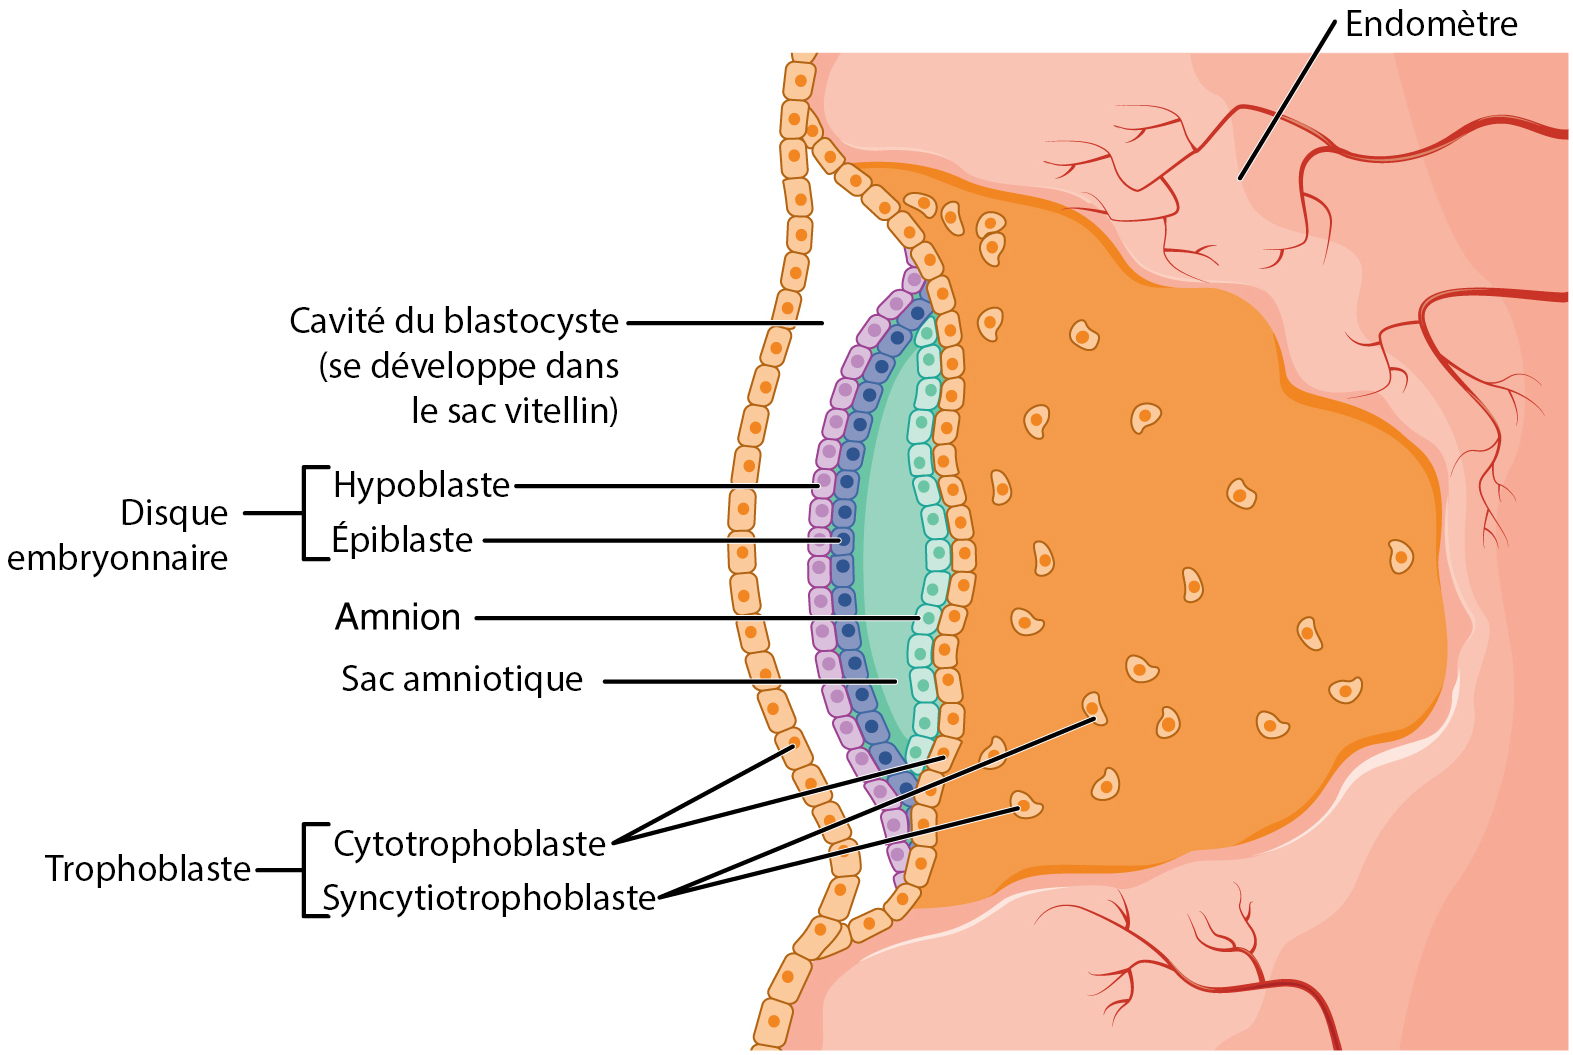 Endomètre
Cavité du blastocyste
(se développe dans
le sac vitellin)
Disque
embryonnaire
Hypoblaste
Épiblaste
Amnion
Sac amniotique
Trophoblaste
Cytotrophoblaste
Syncytiotrophoblaste